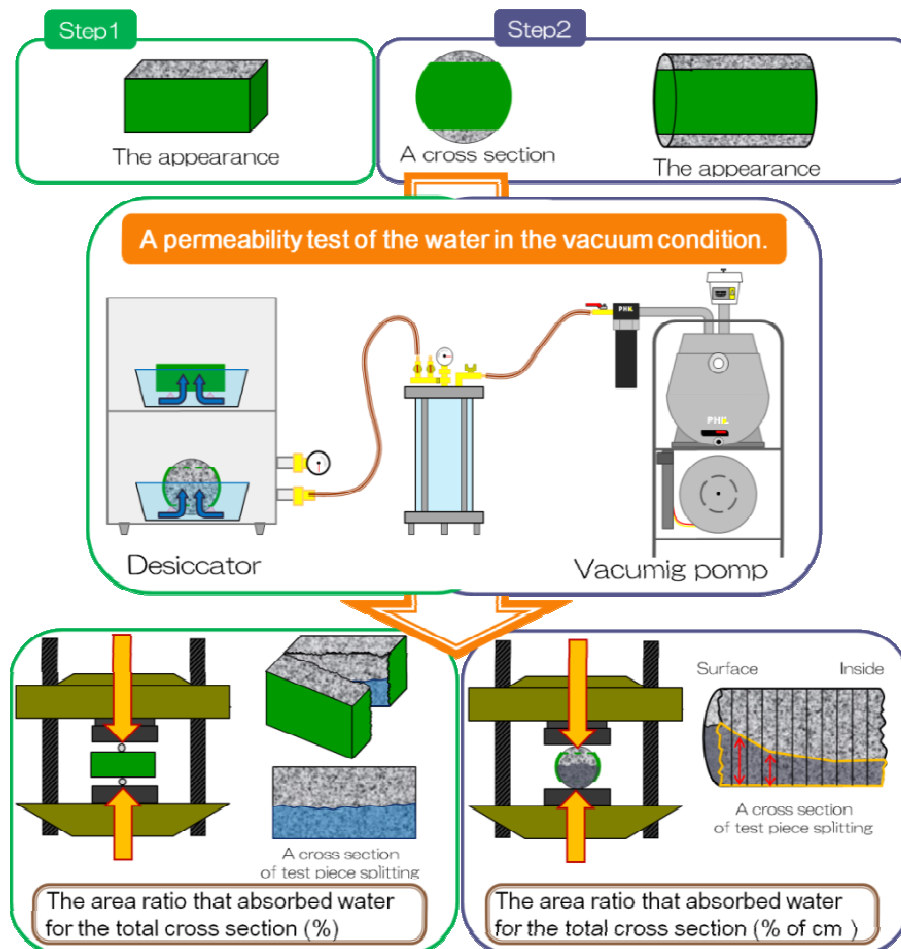 Step1
Step2
The appearance
A cross section
The appearance
A permeability test of the water in the vacuum condition.
PHIL
PHIL
Desiccator
Vacumig pomp
Surface
Inside
A cross section
of test piece splitting
A cross section
of test piece splitting
The area ratio that absorbed water
for the total cross section (%)
The area ratio that absorbed water
for the total cross section (% of cm )